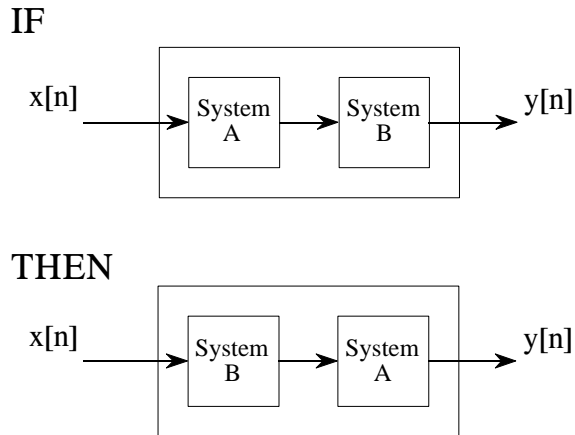 IF
x[n]
System
A
System
B
y[n]
THEN
x[n]
System
B
System
A
y[n]